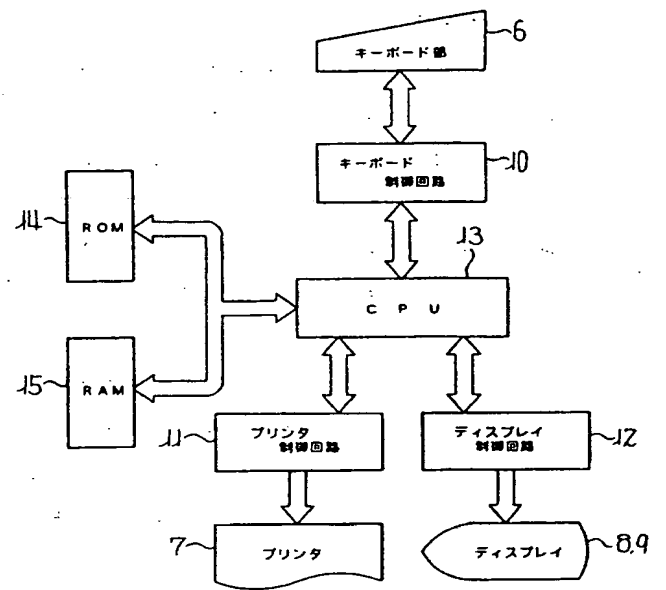 6
キーボード部
キーボード
制御回路
10
14
ROM
13
CPU
15
RAM
11
プリンタ
制御回路
ディスプレイ
制御回路
12
7
プリンタ
ディスプレイ
8,9